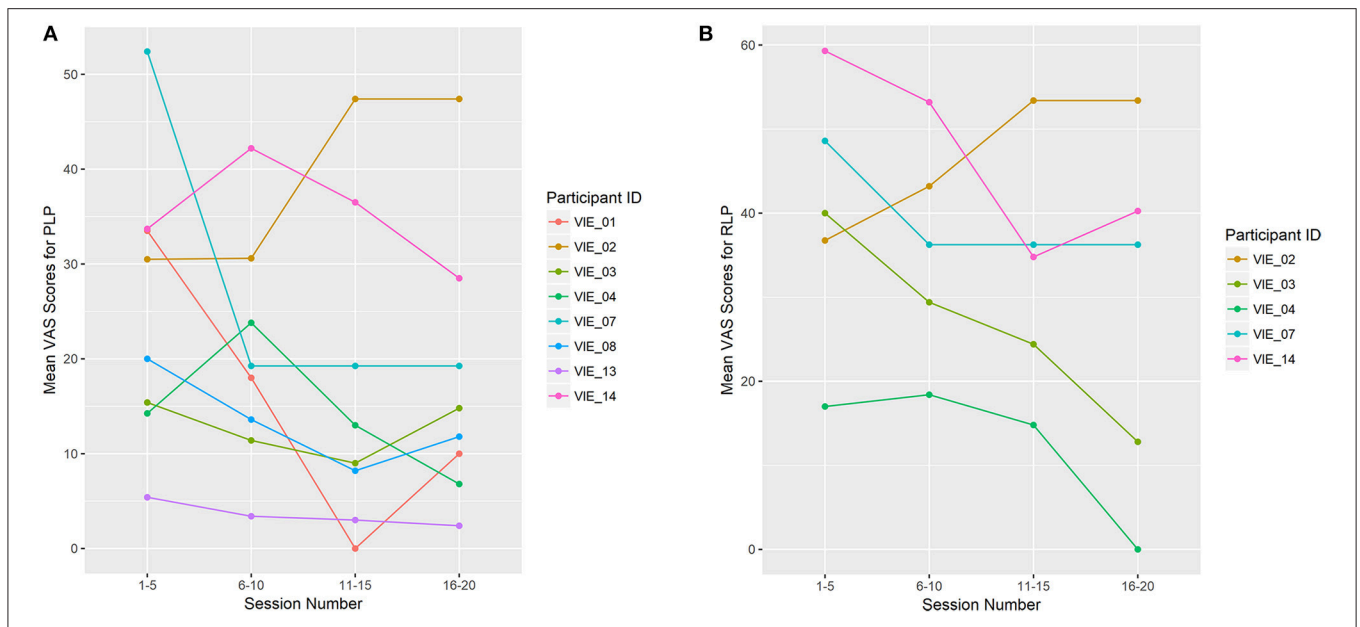 A
Mean VAS Scores for PLP
50
40
30
20
10
0
1-5
6-10
11-15
16-20
Session Number
Participant ID
VIE_01
VIE_02
VIE_03
VIE_04
VIE_07
VIE_08
VIE_13
VIE_14
B
Mean VAS Scores for RLP
60
40
20
0
1-5
6-10
11-15
16-20
Session Number
Participant ID
VIE_02
VIE_03
VIE_04
VIE_07
VIE_14